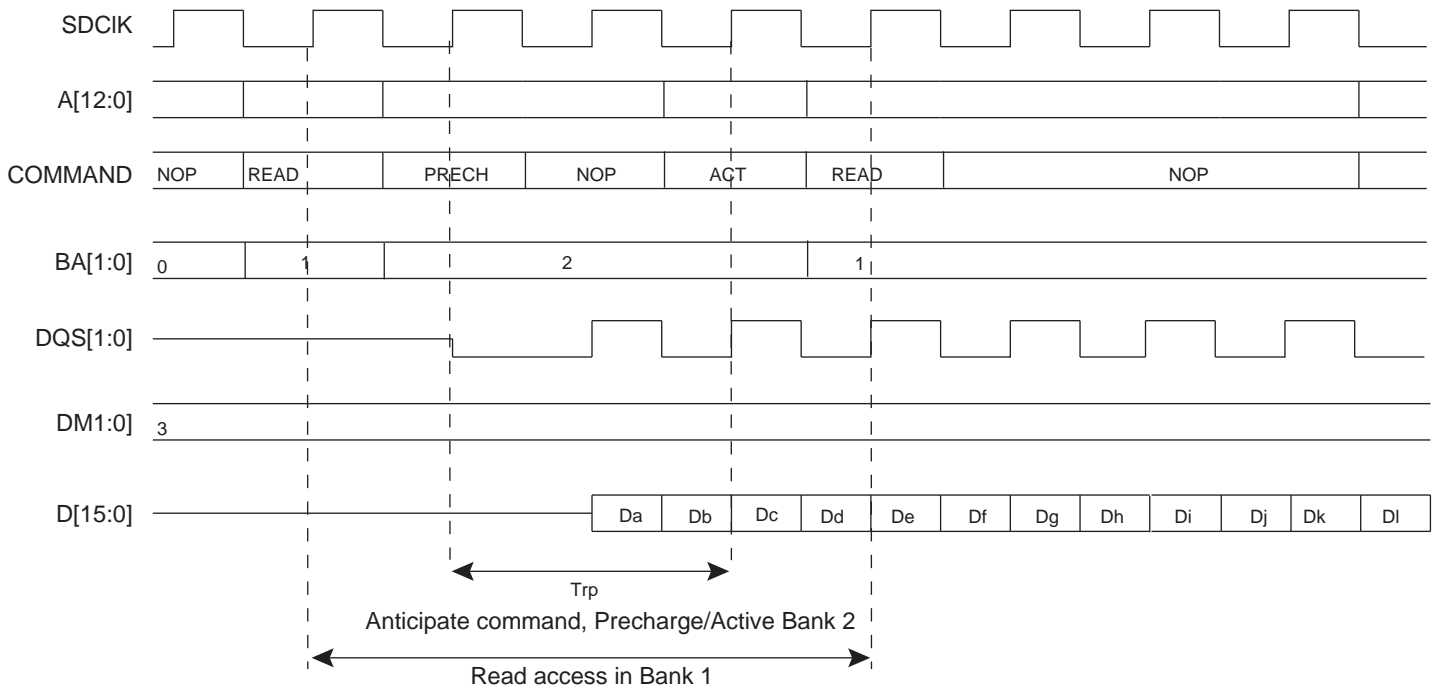 SDClK
A[12:0]
COMMAND NOP READ PRECH NOP ACT READ NOP
BA[1:0] 0 1 2 1
DQS[1:0]
DM1:0] 3
D[15:0] Da Db Dc Dd De Df Dg Dh Di Dj Dk Dl
Trp
Anticipate command, Precharge/Active Bank 2
Read access in Bank 1